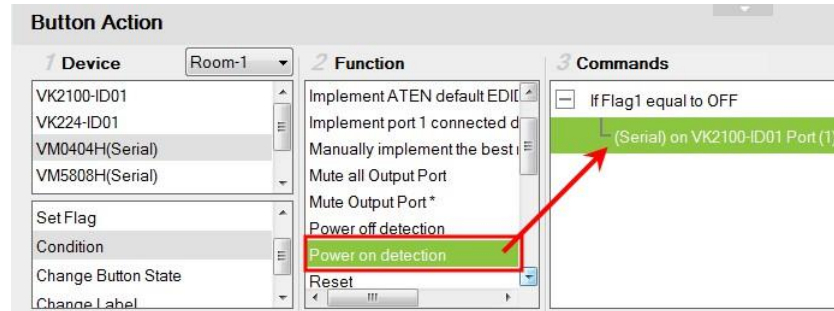 Button Action
1 Device
Room-1
2 Function
3 Commands
VK2100-ID01
VK224-ID01
VM0404H(Serial)
VM5808H(Serial)
Set Flag
Condition
Change Button State
Change Label
Implement ATEN default EDI
Implement port 1 connected d
Manually implement the best
Mute all Output Port
Mute Output Port *
Power off detection
Power on detection
Reset
If Flag1 equal to OFF
(Serial) on VK2100-ID01 Port (1)